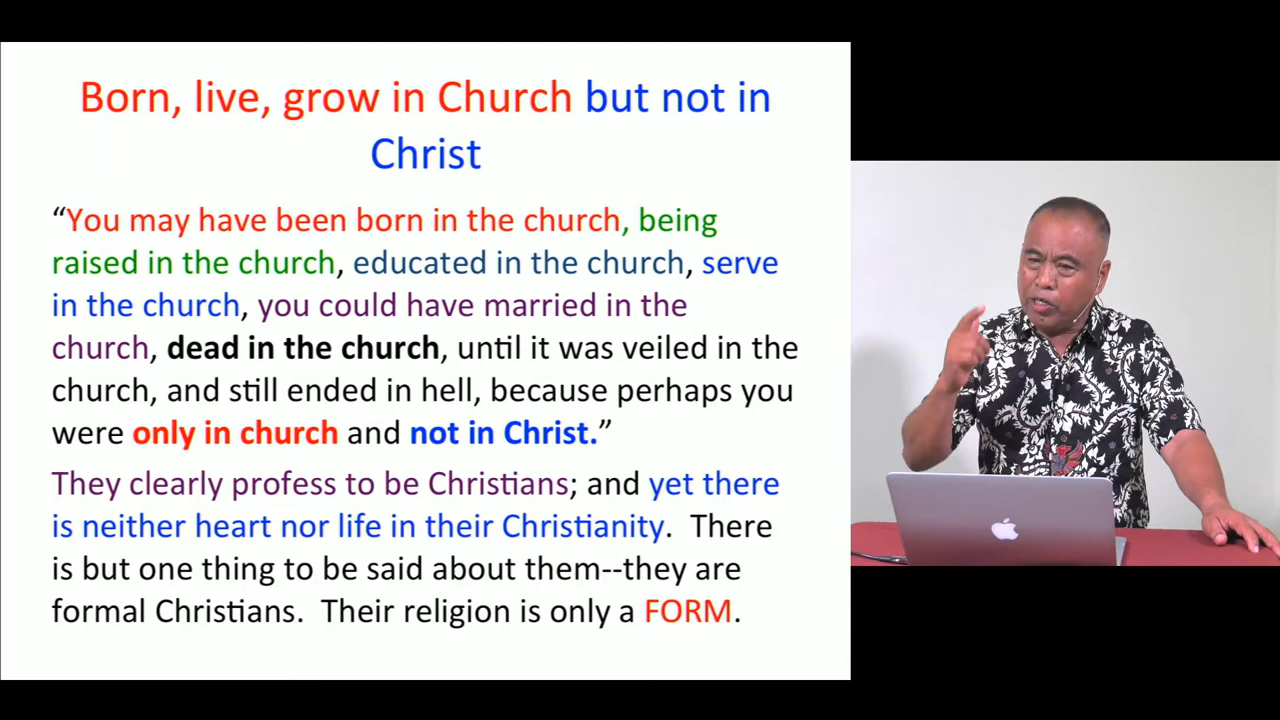 Born, live, grow in Church but not in
Christ
“You may have been born in the church, being
raised in the church, educated in the church, serve
in the church, you could have married in the
church, dead in the church, until it was veiled in the
church, and still ended in hell, because perhaps you
were only in church and not in Christ.”
They clearly profess to be Christians; and yet there
is neither heart nor life in their Christianity.  There
is but one thing to be said about them--they are
formal Christians.  Their religion is only a FORM.